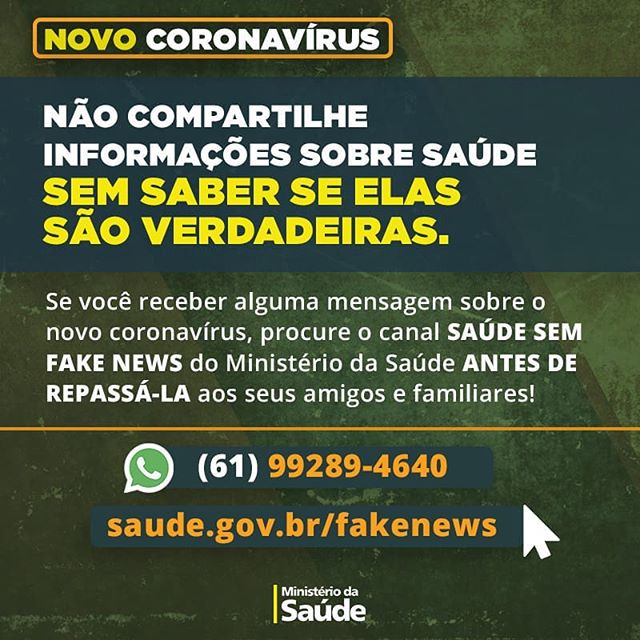 NOVO CORONAVÍRUS
NÃO COMPARTILHE
INFORMAÇÕES SOBRE SAÚDE
SEM SABER SE ELAS
SÃO VERDADEIRAS.
Se você receber alguma mensagem sobre o
novo coronavírus, procure o canal SAÚDE SEM
FAKE NEWS do Ministério da Saúde ANTES DE
REPASSÁ-LA aos seus amigos e familiares!
(61) 99289-4640
saude.gov.br/fakenews
Ministério da
Saúde